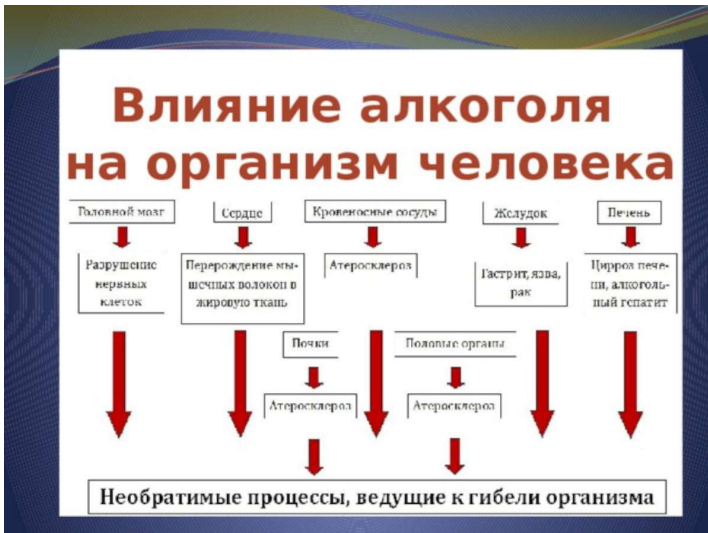 Влияние алкоголя
на организм человека
Головной мозг
Сердце
Кровеносные сосуды
Желудок
Печень
Разрушение
нервных
клеток
Перерождение мы-
шечных волокон в
жировую ткань
Атеросклероз
Гастрит, язва,
рак
Цирроз пече-
ни, алкоголь-
ный гепатит
Почки
Половые органы
Атеросклероз
Атеросклероз
Необратимые процессы, ведущие к гибели организма